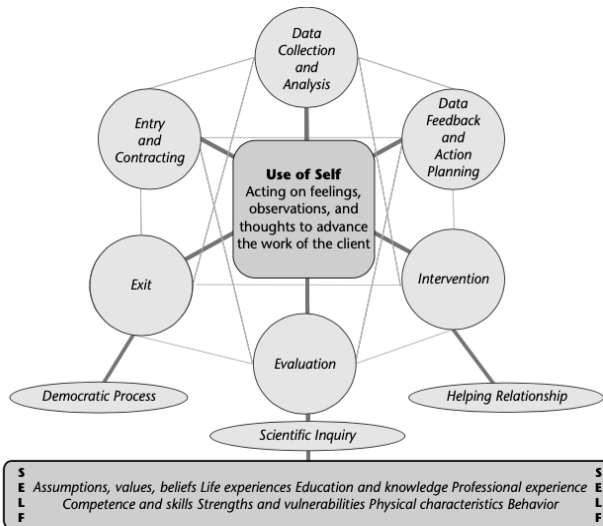 Data
Collection
and
Analysis
Entry
and
Contracting
Data
Feedback
and
Action
Planning
Use of Self
Acting on feelings,
observations, and
thoughts to advance
the work of the client
Exit
Intervention
Evaluation
Democratic Process
Helping Relationship
Scientific Inquiry
S
E
L
F
Assumptions, values, beliefs Life experiences Education and knowledge Professional experience
Competence and skills Strengths and vulnerabilities Physical characteristics Behavior
S
E
L
F